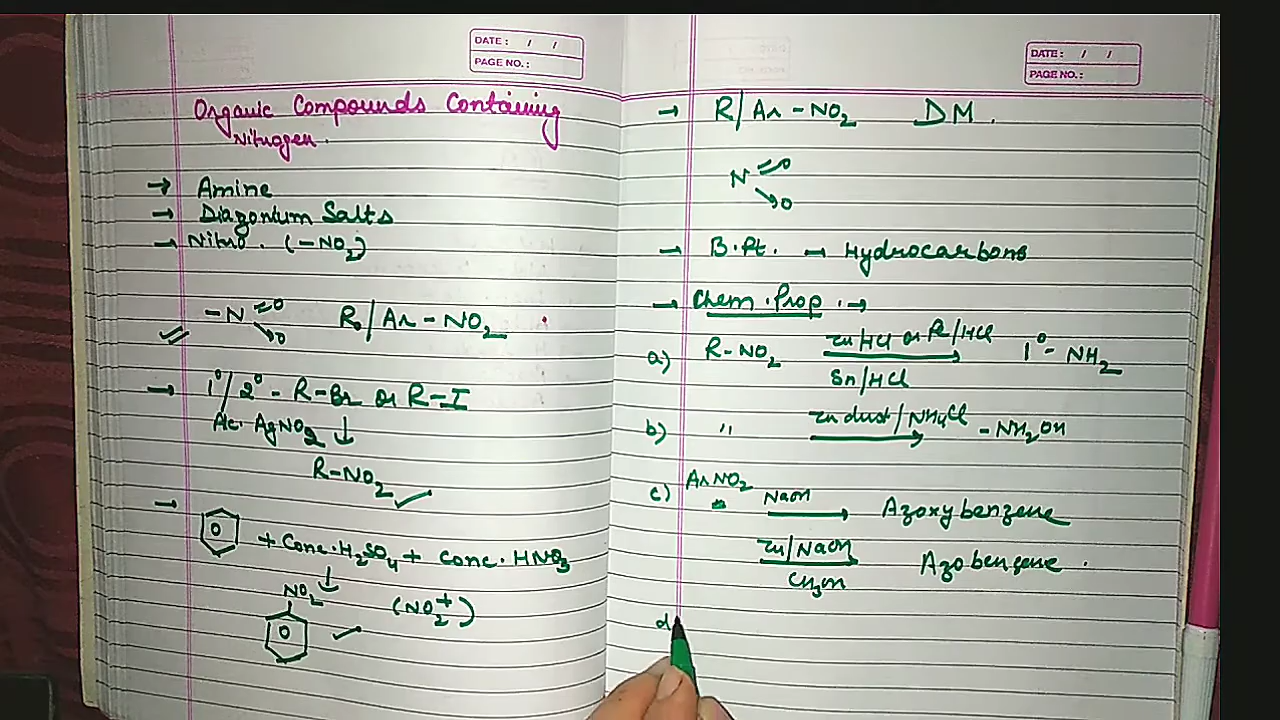 DATE: / /
PAGE NO.:
Organic Compounds Containing
Nitrogen.
→ Amine
→ Diazonium Salts
→ Nitro. (-NO2)
-N=O
→O
R/Ar-NO2
→ 1°/2° - R-Br or R-I
Ac. AgNO2 ↓
R-NO2 ✓
→
+ Conc. H2SO4 + Conc. HNO3
↓
NO2
(NO2+)
DATE: / /
PAGE NO.:
→ R/Ar-NO2 DM.
N=O
→O
→ B.Pt. → Hydrocarbons
→ Chem. Prop. →
a) R-NO2 Zn/HCl or Fe/HCl 1°- NH2
Sn/HCl
b) " Zn dust/NH4Cl -NH2OH
c) ArNO2 NaOH → Azoxybenzene
Zn/NaOH Azobenzene.
CH3OH
d